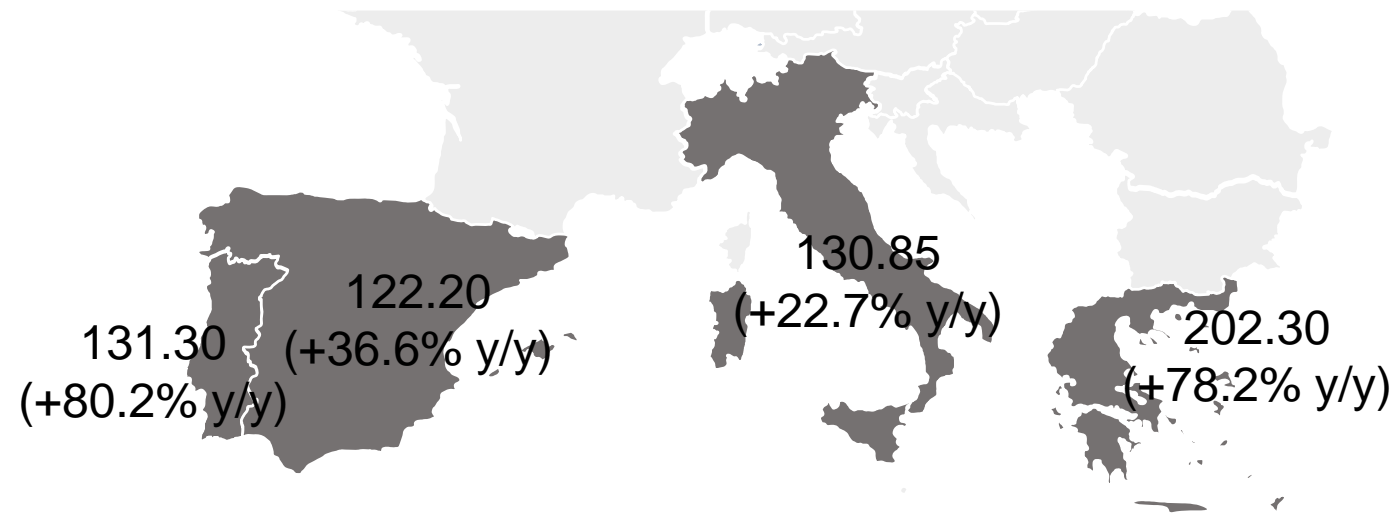 131.30
(+80.2% y/y)
122.20
(+36.6% y/y)
130.85
(+22.7% y/y)
202.30
(+78.2% y/y)